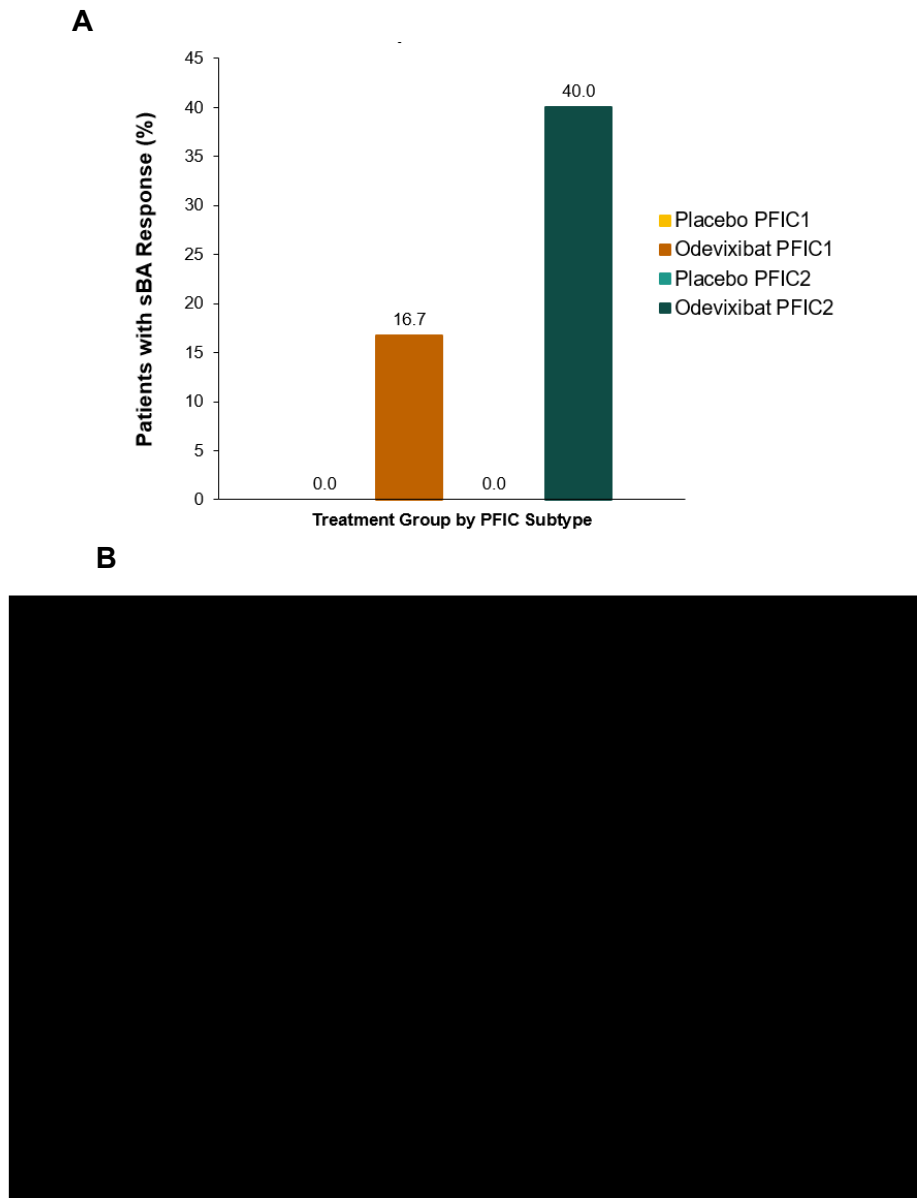 A
Patients with sBA Response (%)
45
40
35
30
25
20
15
10
5
0
0.0
16.7
0.0
40.0
Treatment Group by PFIC Subtype
Placebo PFIC1
Odevixibat PFIC1
Placebo PFIC2
Odevixibat PFIC2
B